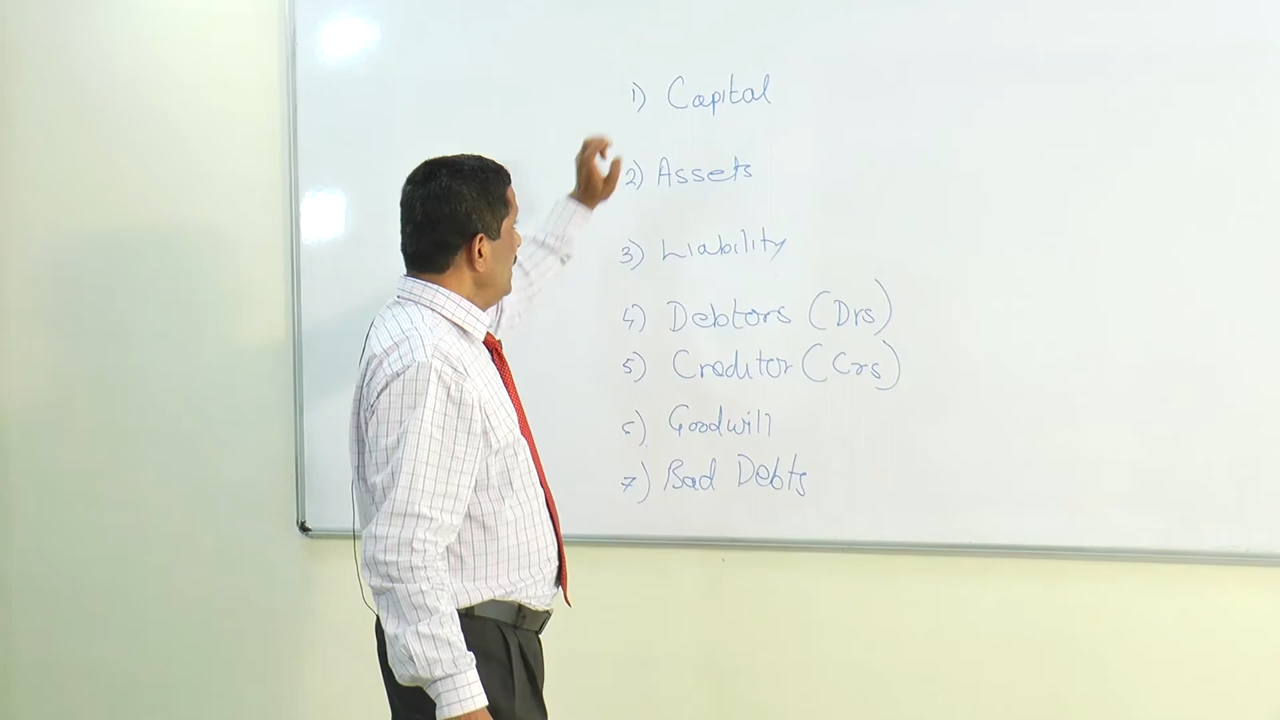 1) Capital
2) Assets
3) Liability
4) Debtors (Drs)
5) Creditor (Crs)
6) Goodwill
7) Bad Debts